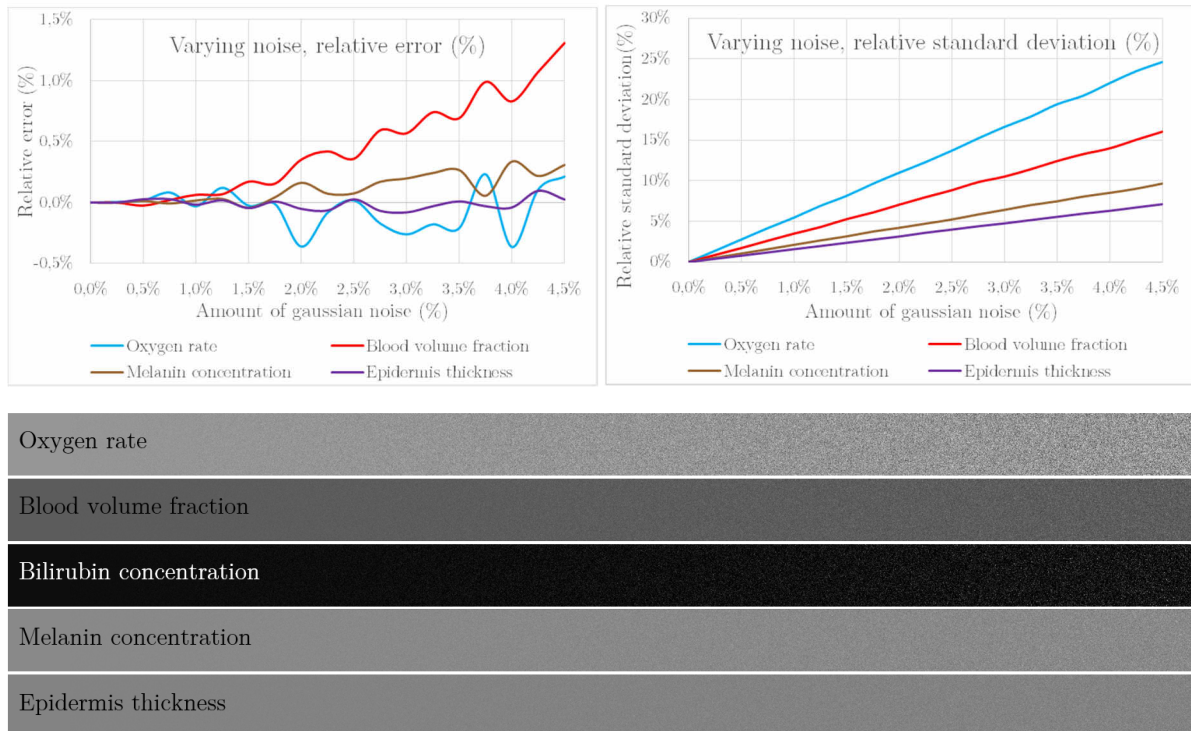 Varying noise, relative error (%)
1.5%
1.0%
0.5%
0.0%
-0.5%
Relative error (%)
0,0% 0,5% 1,0% 1,5% 2,0% 2,5% 3,0% 3,5% 4,0% 4,5%
Amount of gaussian noise (%)
Oxygen rate Blood volume fraction
Melanin concentration Epidermis thickness
Varying noise, relative standard deviation (%)
30%
25%
20%
15%
10%
5%
0%
Relative standard deviation(%)
0,0% 0,5% 1,0% 1,5% 2,0% 2,5% 3,0% 3,5% 4,0% 4,5%
Amount of gaussian noise (%)
Oxygen rate Blood volume fraction
Melanin concentration Epidermis thickness
Oxygen rate
Blood volume fraction
Bilirubin concentration
Melanin concentration
Epidermis thickness